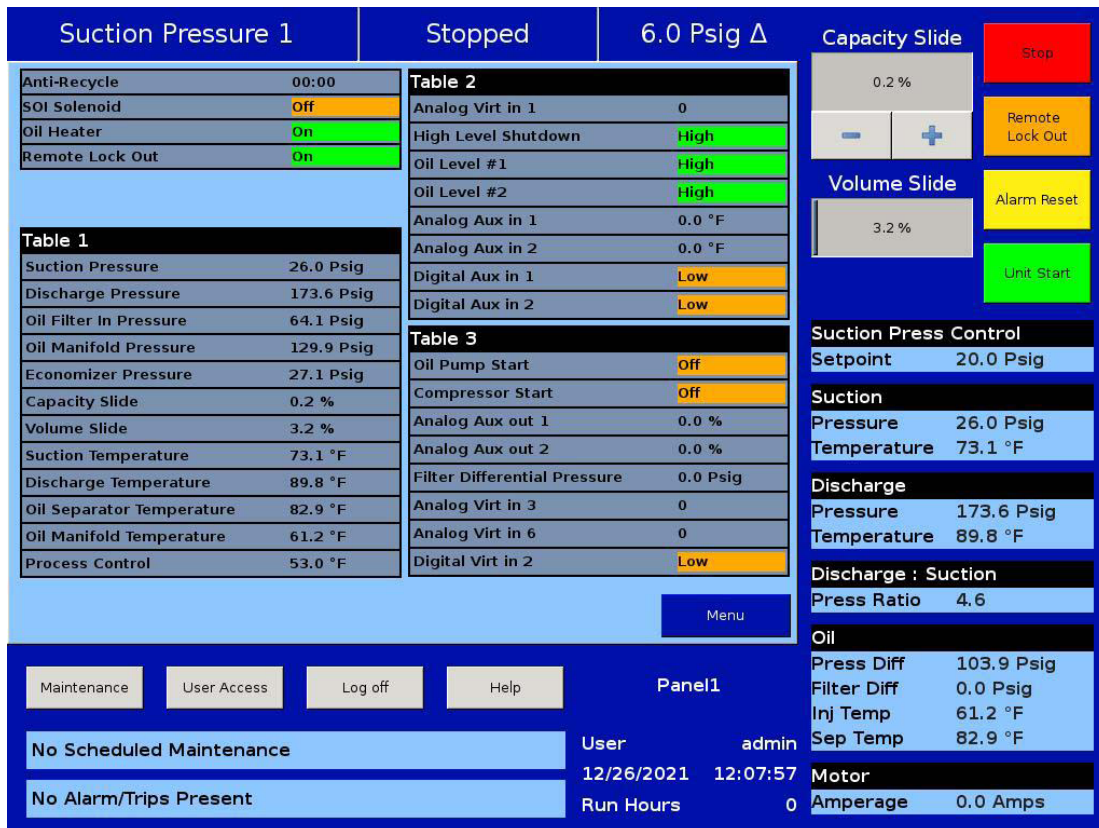 Suction Pressure 1
Stopped
6.0 Psig Δ
Anti-Recycle 00:00
SOI Solenoid Off
Oil Heater On
Remote Lock Out On
Table 1
Suction Pressure 26.0 Psig
Discharge Pressure 173.6 Psig
Oil Filter In Pressure 64.1 Psig
Oil Manifold Pressure 129.9 Psig
Economizer Pressure 27.1 Psig
Capacity Slide 0.2 %
Volume Slide 3.2 %
Suction Temperature 73.1 °F
Discharge Temperature 89.8 °F
Oil Separator Temperature 82.9 °F
Oil Manifold Temperature 61.2 °F
Process Control 53.0 °F
Table 2
Analog Virt in 1 0
High Level Shutdown High
Oil Level #1 High
Oil Level #2 High
Analog Aux in 1 0.0 °F
Analog Aux in 2 0.0 °F
Digital Aux in 1 Low
Digital Aux in 2 Low
Table 3
Oil Pump Start Off
Compressor Start Off
Analog Aux out 1 0.0 %
Analog Aux out 2 0.0 %
Filter Differential Pressure 0.0 Psig
Analog Virt in 3 0
Analog Virt in 6 0
Digital Virt in 2 Low
Menu
Capacity Slide
0.2 %
Volume Slide
3.2 %
Stop
Remote
Lock Out
Alarm Reset
Unit Start
Suction Press Control
Setpoint 20.0 Psig
Suction
Pressure 26.0 Psig
Temperature 73.1 °F
Discharge
Pressure 173.6 Psig
Temperature 89.8 °F
Discharge : Suction
Press Ratio 4.6
Oil
Press Diff 103.9 Psig
Filter Diff 0.0 Psig
Inj Temp 61.2 °F
Sep Temp 82.9 °F
Motor
Amperage 0.0 Amps
Maintenance
User Access
Log off
Help
Panel1
No Scheduled Maintenance
No Alarm/Trips Present
User admin
12/26/2021 12:07:57
Run Hours 0